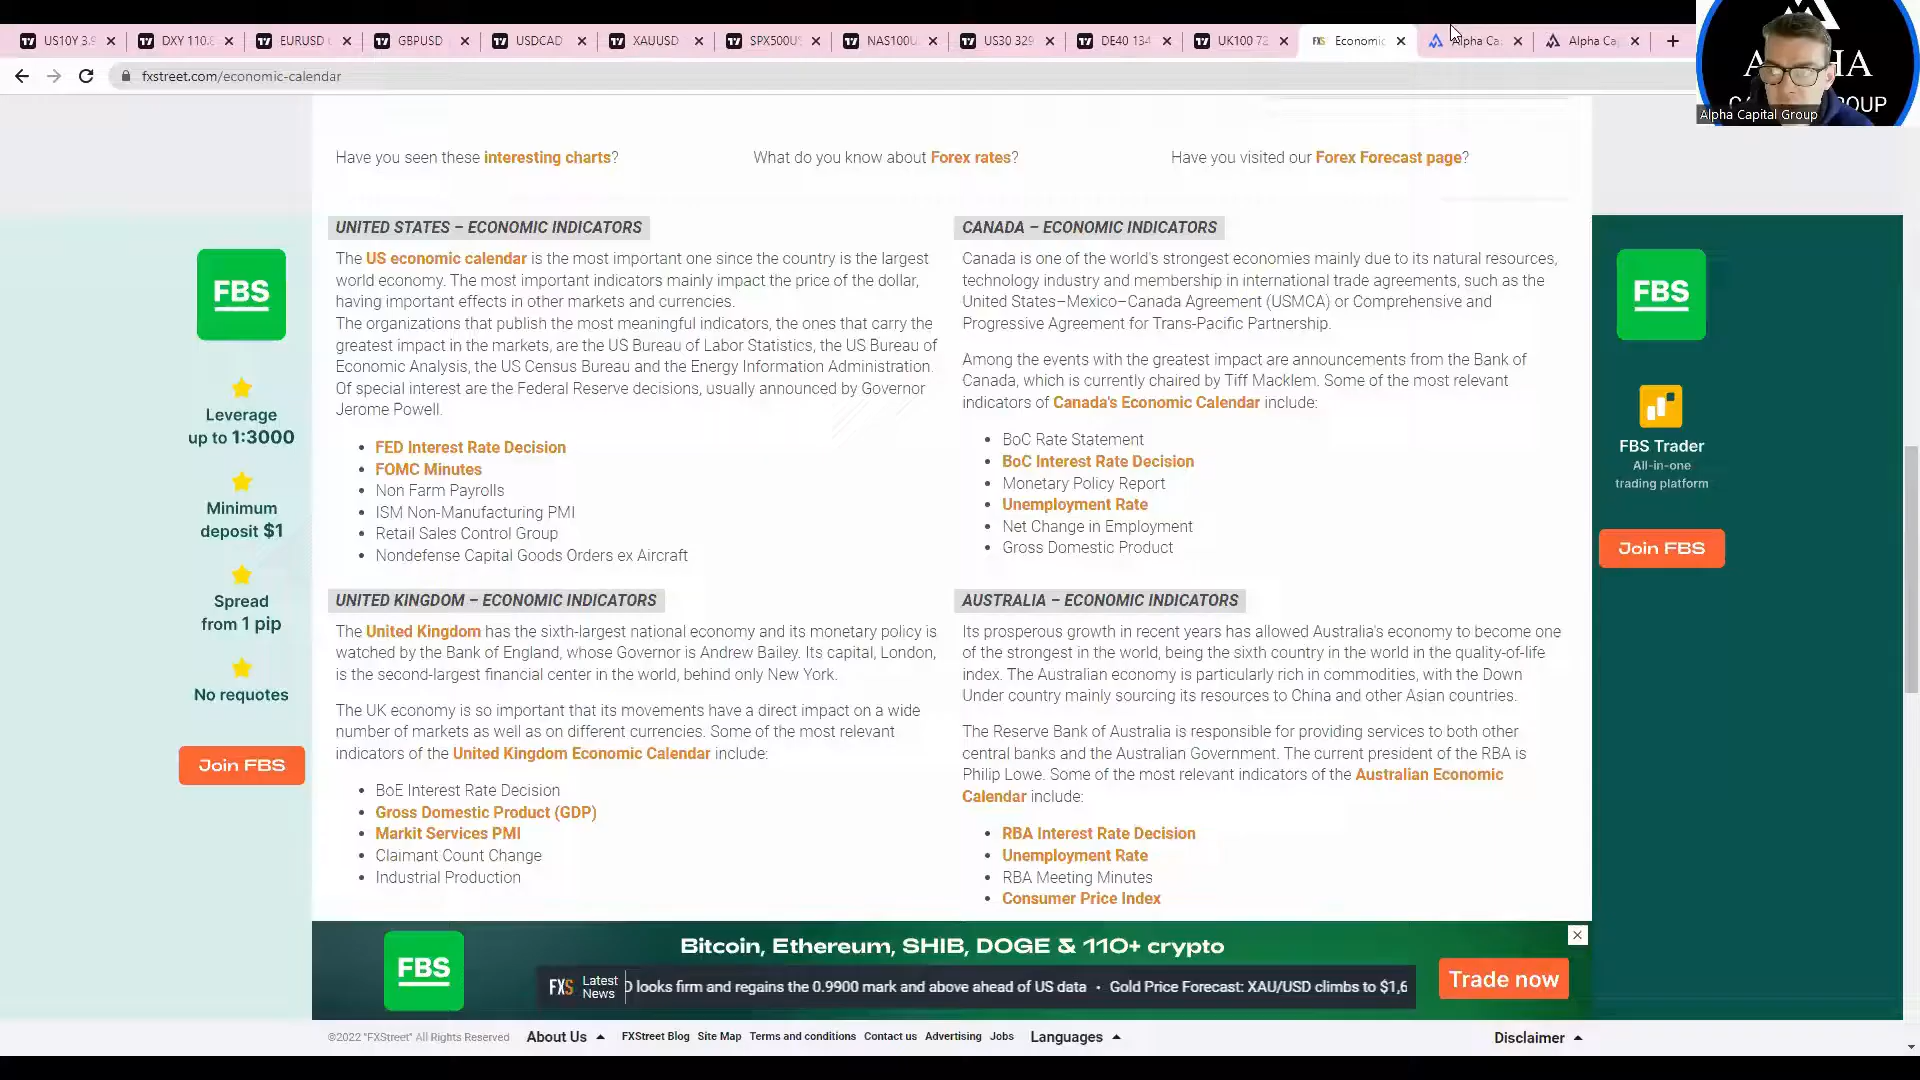 US10Y 3.9
DXY 110.8
EURUSD
GBPUSD
USDCAD
XAUUSD
SPX500U
NAS100U
US30 329
DE40 134
UK100 72
Economic
Alpha Ca
Alpha Ca
fxstreet.com/economic-calendar
Alpha Capital Group
Have you seen these interesting charts?
What do you know about Forex rates?
Have you visited our Forex Forecast page?
UNITED STATES – ECONOMIC INDICATORS
The US economic calendar is the most important one since the country is the largest
world economy. The most important indicators mainly impact the price of the dollar,
having important effects in other markets and currencies.
The organizations that publish the most meaningful indicators, the ones that carry the
greatest impact in the markets, are the US Bureau of Labor Statistics, the US Bureau of
Economic Analysis, the US Census Bureau and the Energy Information Administration.
Of special interest are the Federal Reserve decisions, usually announced by Governor
Jerome Powell.
• FED Interest Rate Decision
• FOMC Minutes
• Non Farm Payrolls
• ISM Non-Manufacturing PMI
• Retail Sales Control Group
• Nondefense Capital Goods Orders ex Aircraft
CANADA – ECONOMIC INDICATORS
Canada is one of the world's strongest economies mainly due to its natural resources,
technology industry and membership in international trade agreements, such as the
United States–Mexico–Canada Agreement (USMCA) or Comprehensive and
Progressive Agreement for Trans-Pacific Partnership.
Among the events with the greatest impact are announcements from the Bank of
Canada, which is currently chaired by Tiff Macklem. Some of the most relevant
indicators of Canada's Economic Calendar include:
• BoC Rate Statement
• BoC Interest Rate Decision
• Monetary Policy Report
• Unemployment Rate
• Net Change in Employment
• Gross Domestic Product
UNITED KINGDOM – ECONOMIC INDICATORS
The United Kingdom has the sixth-largest national economy and its monetary policy is
watched by the Bank of England, whose Governor is Andrew Bailey. Its capital, London,
is the second-largest financial center in the world, behind only New York.
The UK economy is so important that its movements have a direct impact on a wide
number of markets as well as on different currencies. Some of the most relevant
indicators of the United Kingdom Economic Calendar include:
• BoE Interest Rate Decision
• Gross Domestic Product (GDP)
• Markit Services PMI
• Claimant Count Change
• Industrial Production
AUSTRALIA – ECONOMIC INDICATORS
Its prosperous growth in recent years has allowed Australia's economy to become one
of the strongest in the world, being the sixth country in the world in the quality-of-life
index. The Australian economy is particularly rich in commodities, with the Down
Under country mainly sourcing its resources to China and other Asian countries.
The Reserve Bank of Australia is responsible for providing services to both other
central banks and the Australian Government. The current president of the RBA is
Philip Lowe. Some of the most relevant indicators of the Australian Economic
Calendar include:
• RBA Interest Rate Decision
• Unemployment Rate
• RBA Meeting Minutes
• Consumer Price Index
FBS
Leverage
up to 1:3000
Minimum
deposit $1
Spread
from 1 pip
No requotes
Join FBS
FBS
FBS Trader
All-in-one
trading platform
Join FBS
FBS
Bitcoin, Ethereum, SHIB, DOGE & 110+ crypto
Trade now
FXS Latest
News
looks firm and regains the 0.9900 mark and above ahead of US data • Gold Price Forecast: XAU/USD climbs to $1,6
©2022 "FXStreet" All Rights Reserved
About Us
FXStreet Blog
Site Map
Terms and conditions
Contact us
Advertising
Jobs
Languages
Disclaimer